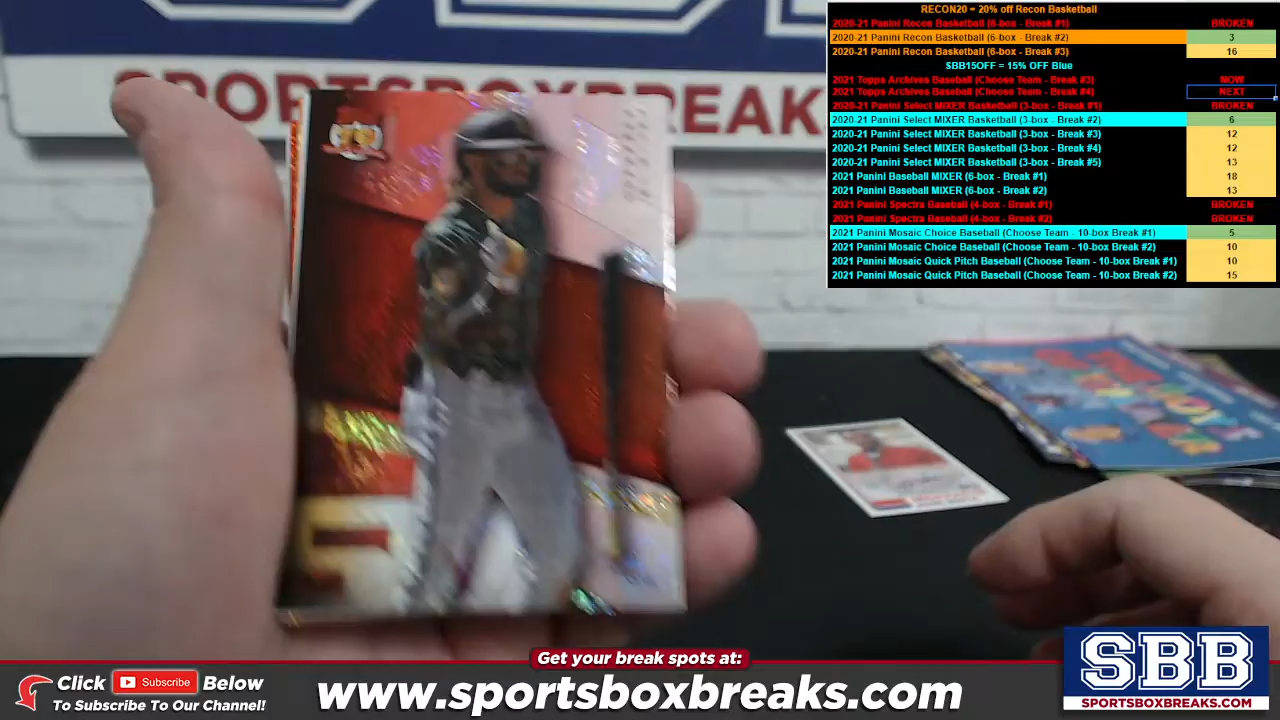 RECON20 = 20% off Recon Basketball
2020-21 Panini Recon Basketball (6-box - Break #1) BROKEN
2020-21 Panini Recon Basketball (6-box - Break #2) 3
2020-21 Panini Recon Basketball (6-box - Break #3) 16
SBB15OFF = 15% OFF Blue
2021 Topps Archives Baseball (Choose Team - Break #3) NOW
2021 Topps Archives Baseball (Choose Team - Break #4) NEXT
2020-21 Panini Select MIXER Basketball (3-box - Break #1) BROKEN
2020-21 Panini Select MIXER Basketball (3-box - Break #2) 6
2020-21 Panini Select MIXER Basketball (3-box - Break #3) 12
2020-21 Panini Select MIXER Basketball (3-box - Break #4) 12
2020-21 Panini Select MIXER Basketball (3-box - Break #5) 13
2021 Panini Baseball MIXER (6-box - Break #1) 18
2021 Panini Baseball MIXER (6-box - Break #2) 13
2021 Panini Spectra Baseball (4-box - Break #1) BROKEN
2021 Panini Spectra Baseball (4-box - Break #2) BROKEN
2021 Panini Mosaic Choice Baseball (Choose Team - 10-box Break #1) 5
2021 Panini Mosaic Choice Baseball (Choose Team - 10-box Break #2) 10
2021 Panini Mosaic Quick Pitch Baseball (Choose Team - 10-box Break #1) 10
2021 Panini Mosaic Quick Pitch Baseball (Choose Team - 10-box Break #2) 15
SPORTSBOXBREAKS
Get your break spots at:
Click Subscribe Below
To Subscribe To Our Channel!
www.sportsboxbreaks.com
SBB
SPORTSBOXBREAKS.COM